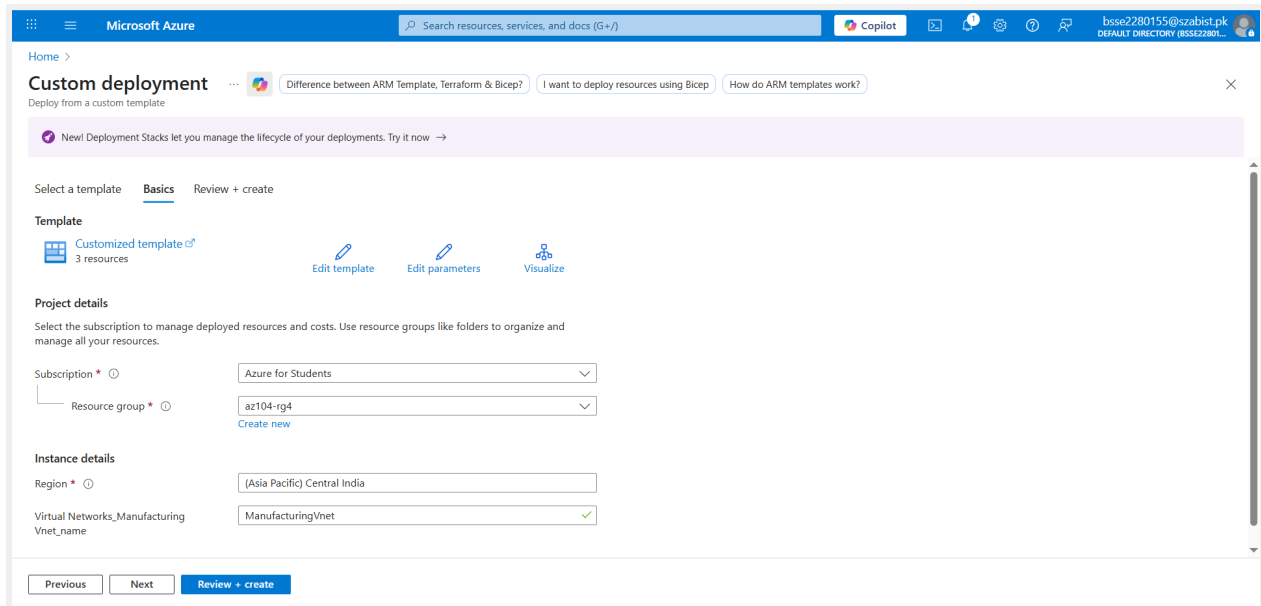 Microsoft Azure
Search resources, services, and docs (G+/)
Copilot
1
bsse2280155@szabist.pk
DEFAULT DIRECTORY (BSSE22801...
Home >
Custom deployment
...
Difference between ARM Template, Terraform & Bicep?
I want to deploy resources using Bicep
How do ARM templates work?
Deploy from a custom template
New! Deployment Stacks let you manage the lifecycle of your deployments. Try it now →
Select a template
Basics
Review + create
Template
Customized template
3 resources
Edit template
Edit parameters
Visualize
Project details
Select the subscription to manage deployed resources and costs. Use resource groups like folders to organize and
manage all your resources.
Subscription *
Azure for Students
Resource group *
az104-rg4
Create new
Instance details
Region *
(Asia Pacific) Central India
Virtual Networks_Manufacturing
Vnet_name
ManufacturingVnet
Previous
Next
Review + create